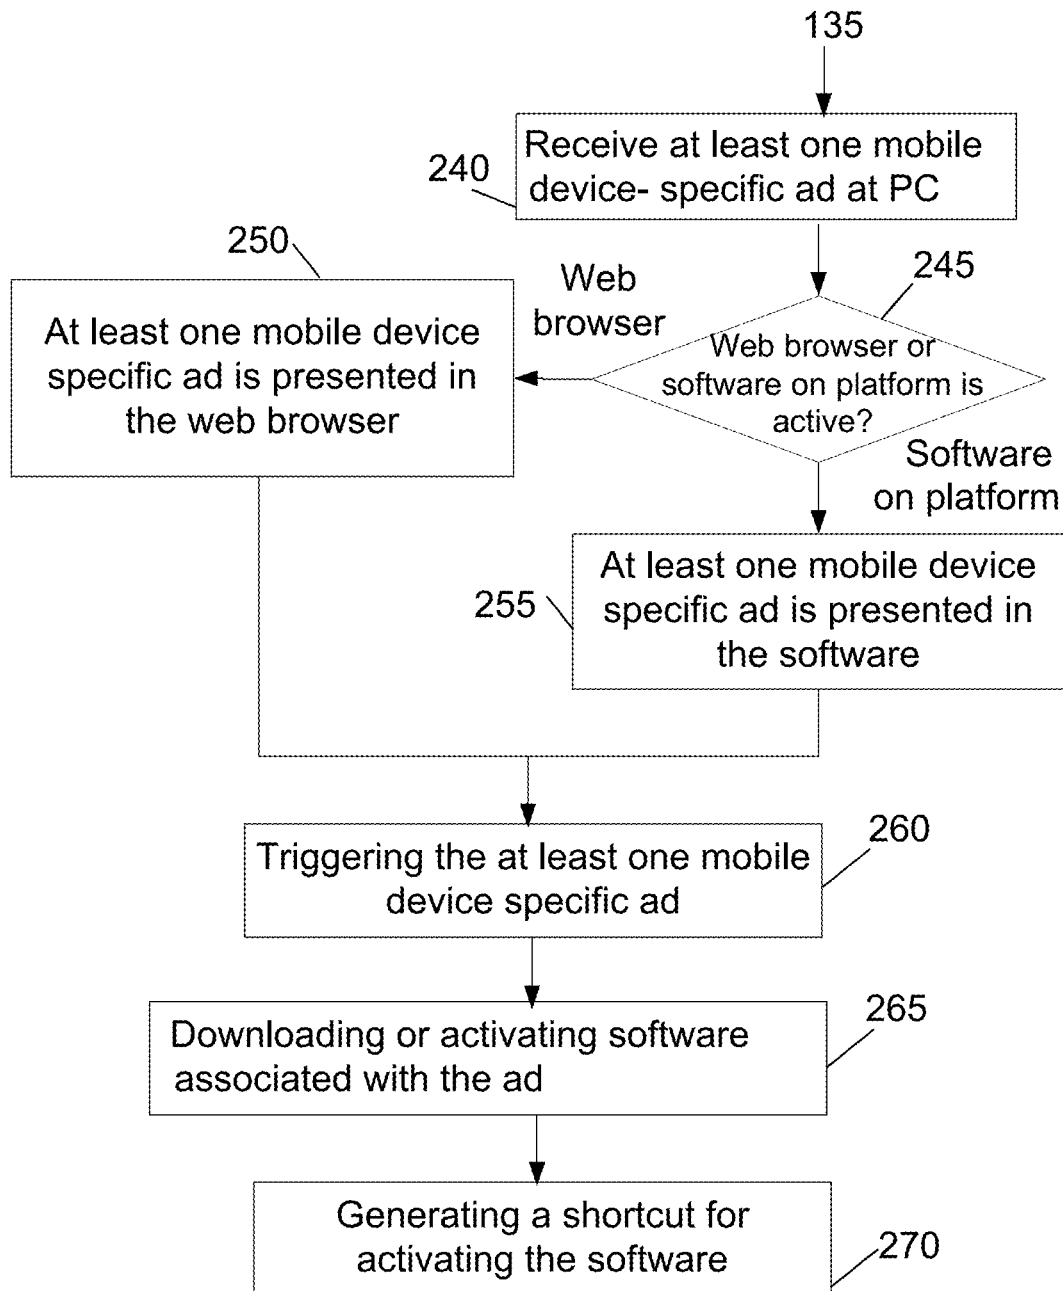 135
Receive at least one mobile
device- specific ad at PC
240
250
Web
browser
245
At least one mobile device
specific ad is presented in
the web browser
Web browser or
software on platform is
active?
Software
on platform
At least one mobile device
specific ad is presented in
the software
255
260
Triggering the at least one mobile
device specific ad
265
Downloading or activating software
associated with the ad
Generating a shortcut for
activating the software
270